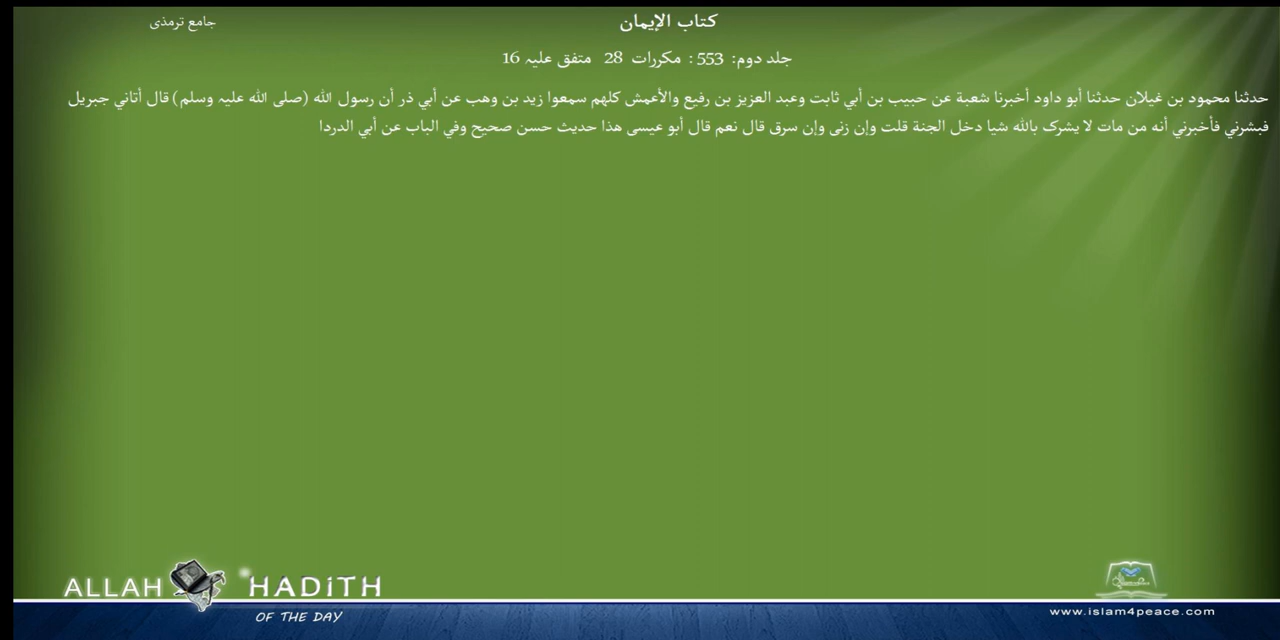 كتاب الإيمان
جامع ترمذی
جلد دوم: 553 : مکررات 28 متفق علیہ 16
حدثنا محمود بن غيلان حدثنا أبو داود أخبرنا شعبة عن حبيب بن أبي ثابت وعبد العزيز بن رفيع والأعمش كلهم سمعوا زيد بن وهب عن أبي ذر أن رسول الله (صلی الله علیہ وسلم) قال أتاني جبريل
فبشرني فأخبرني أنه من مات لا يشرک بالله شيا دخل الجنة قلت وإن زنی وإن سرق قال نعم قال أبو عيسى هذا حديث حسن صحيح وفي الباب عن أبي الدردا
ALLAH HADITH
OF THE DAY
www.islam4peace.com